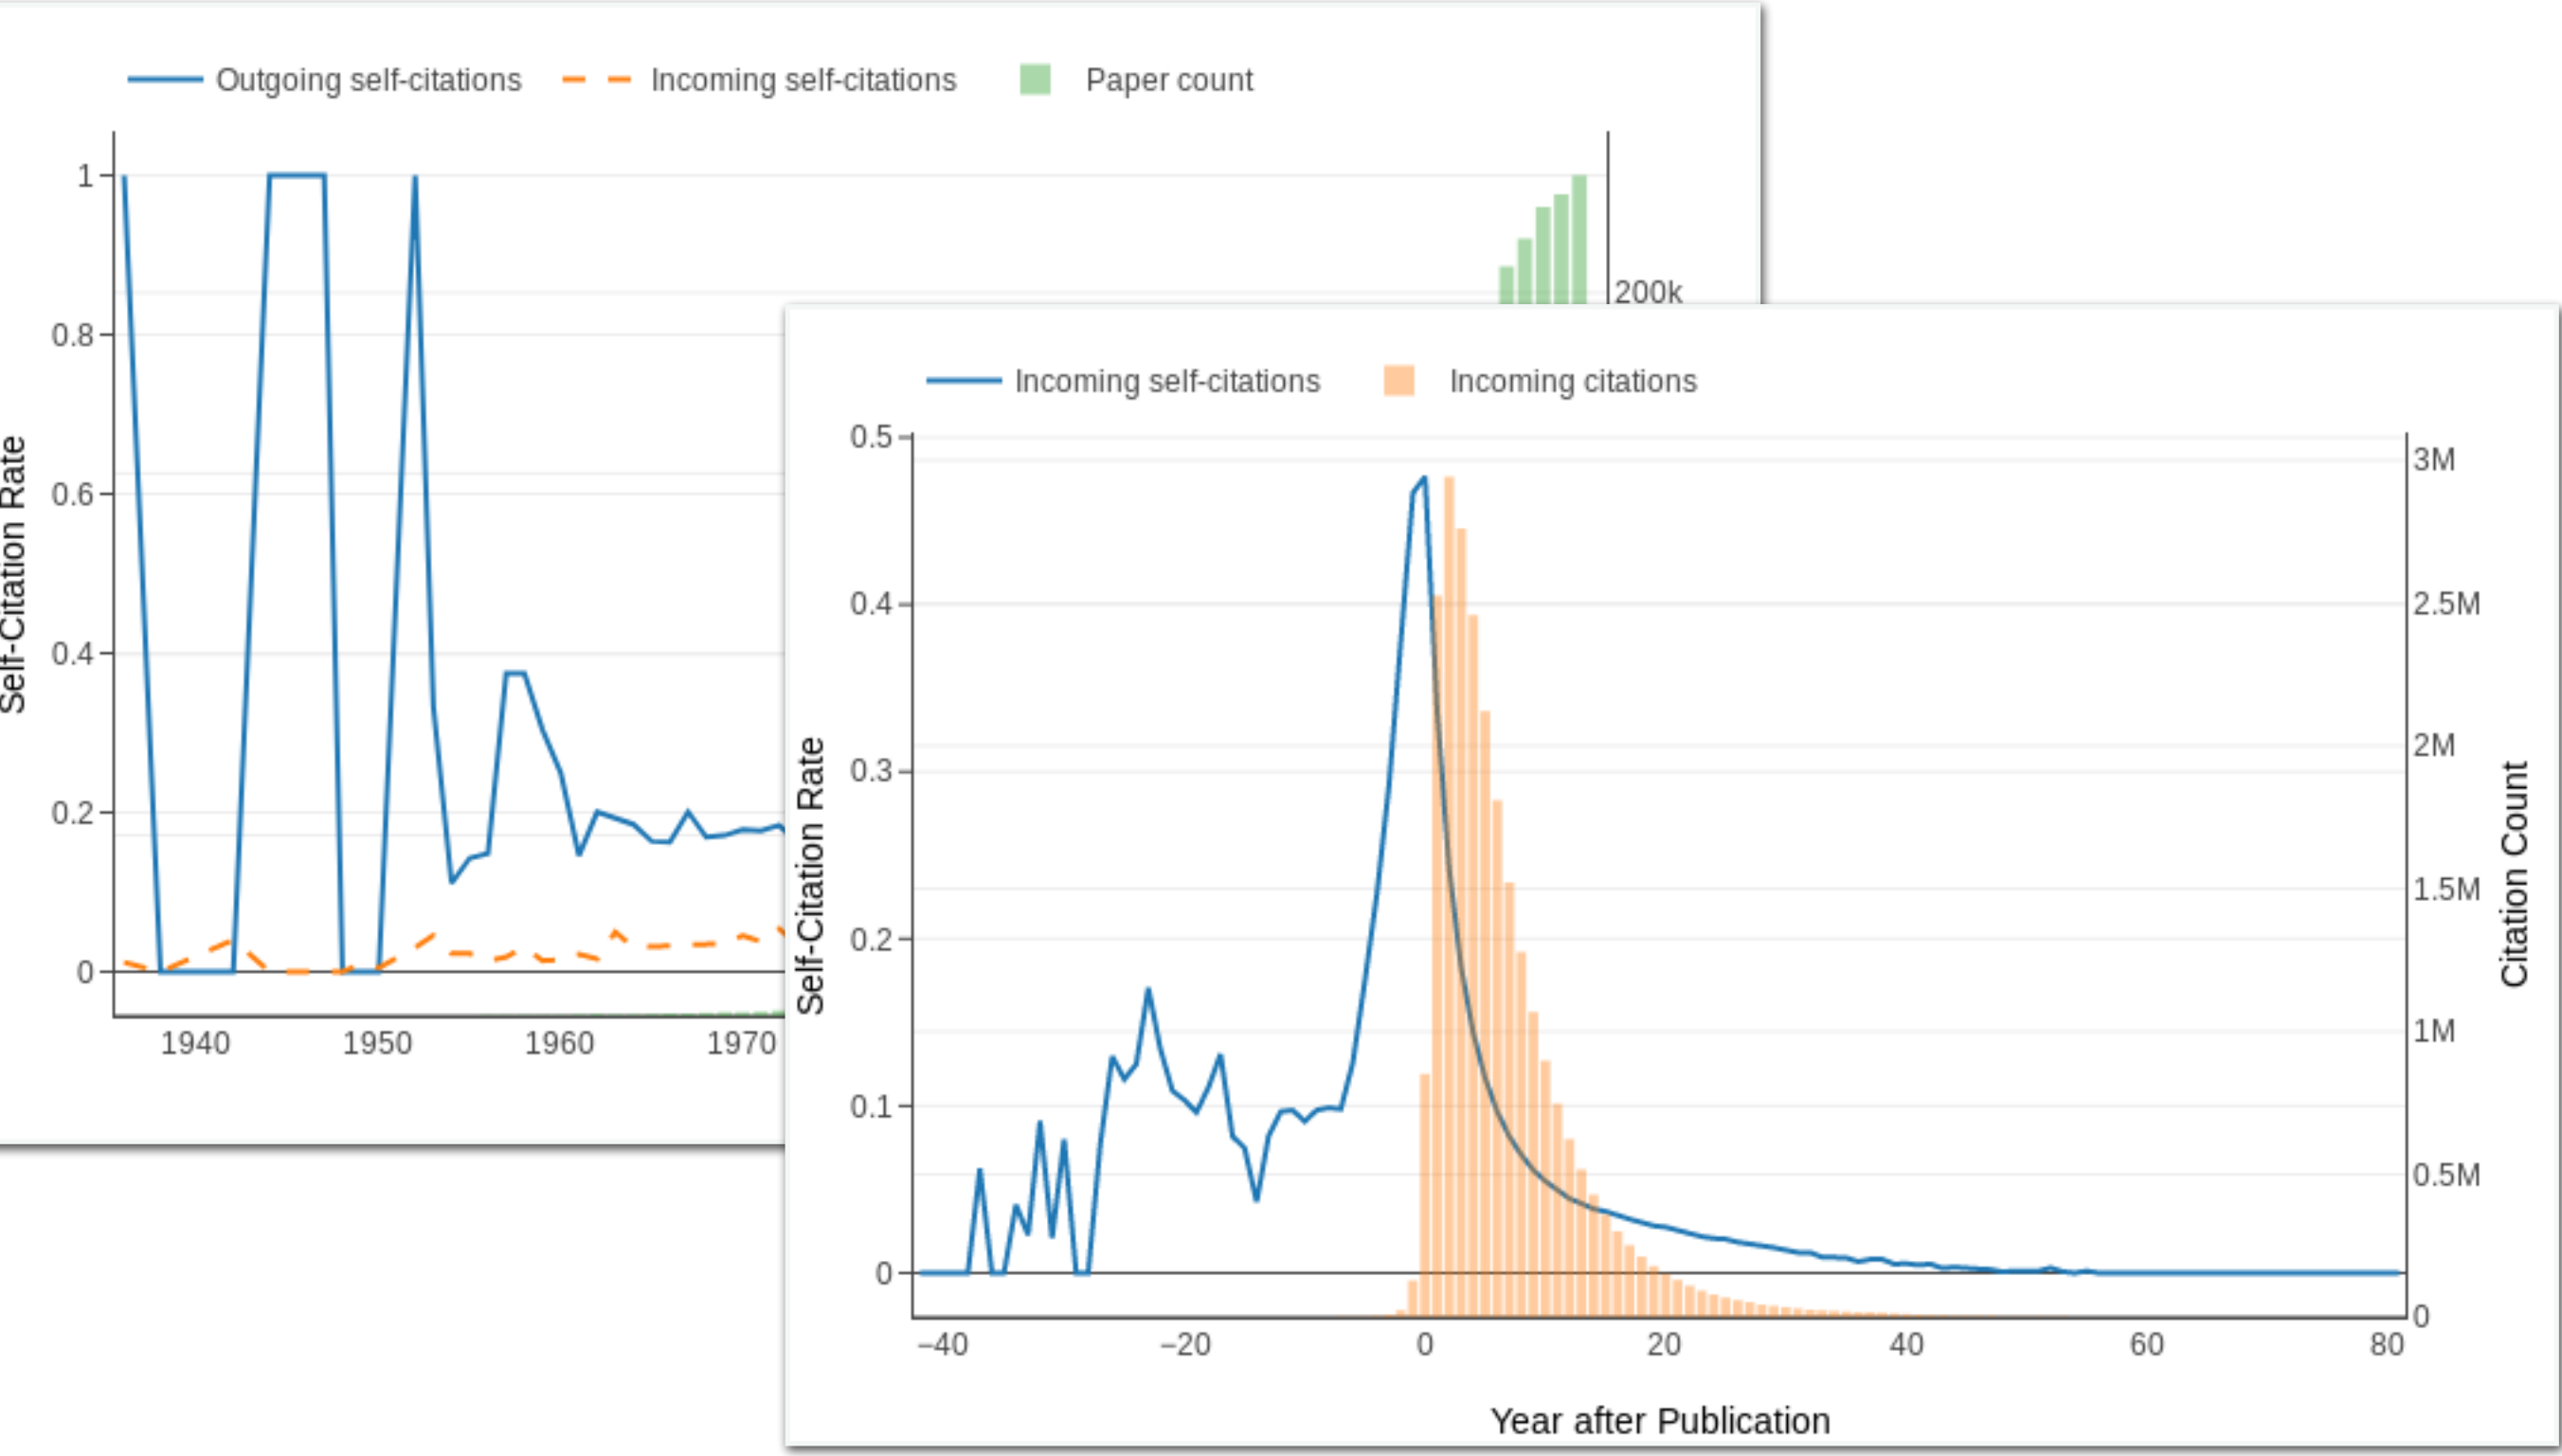 Outgoing self-citations Incoming self-citations Paper count
1
0.8
0.6
0.4
0.2
0
Self-Citation Rate
200k
1940 1950 1960 1970
Incoming self-citations Incoming citations
0.5
0.4
0.3
0.2
0.1
0
Self-Citation Rate
3M
2.5M
2M
1.5M
1M
0.5M
0
Citation Count
−40 −20 0 20 40 60 80
Year after Publication